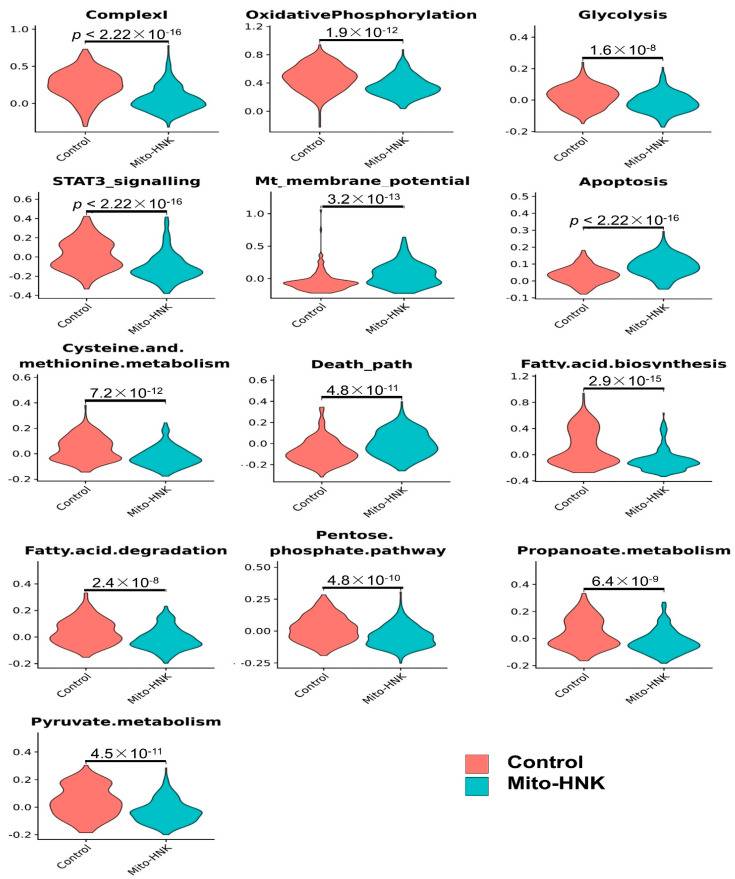 ComplexI
OxidativePhosphorylation
Glycolysis
1.0
0.5
0.0
p < 2.22×10-16
Control
Mito-HNK
1.2
0.8
0.4
0.0
1.9×10-12
Control
Mito-HNK
0.4
0.2
0.0
-0.2
1.6×10-8
Control
Mito-HNK
STAT3_signalling
Mt_membrane_potential
Apoptosis
0.6
0.4
0.2
-0.0
-0.2
-0.4
p < 2.22×10-16
Control
Mito-HNK
1.0
0.5
0.0
3.2×10-13
Control
Mito-HNK
0.5
0.4
0.2
0.1
0.0
-0.1
p < 2.22×10-16
Control
Mito-HNK
Cysteine.and.
methionine.metabolism
Death_path
Fatty.acid.biosynthesis
0.6
0.4
0.2
0.0
-0.2
7.2×10-12
Control
Mito-HNK
0.6
0.4
0.2
0.0
-0.2
4.8×10-11
Control
Mito-HNK
1.2
0.8
0.4
0.0
-0.4
2.9×10-15
Control
Mito-HNK
Fatty.acid.degradation
Pentose.
phosphate.pathway
Propanoate.metabolism
0.4
0.2
0.0
-0.2
2.4×10-8
Control
Mito-HNK
0.50
0.25
0.00
-0.25
4.8×10-10
Control
Mito-HNK
0.4
0.2
0.0
-0.2
6.4×10-9
Control
Mito-HNK
Pyruvate.metabolism
0.4
0.2
0.0
-0.2
4.5×10-11
Control
Mito-HNK
Control
Mito-HNK